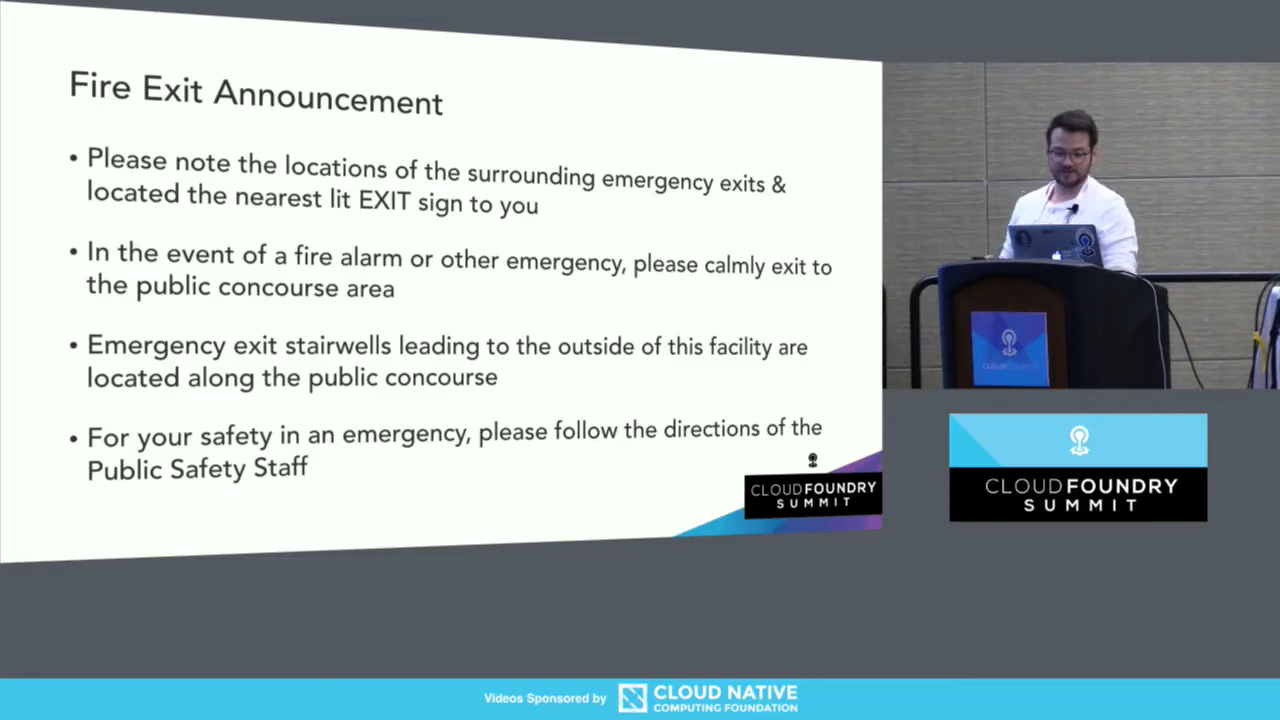 Fire Exit Announcement
• Please note the locations of the surrounding emergency exits &
located the nearest lit EXIT sign to you
• In the event of a fire alarm or other emergency, please calmly exit to
the public concourse area
• Emergency exit stairwells leading to the outside of this facility are
located along the public concourse
• For your safety in an emergency, please follow the directions of the
Public Safety Staff
CLOUDFOUNDRY
SUMMIT
CLOUDFOUNDRY
CLOUDFOUNDRY
SUMMIT
Videos Sponsored by
CLOUD NATIVE
COMPUTING FOUNDATION